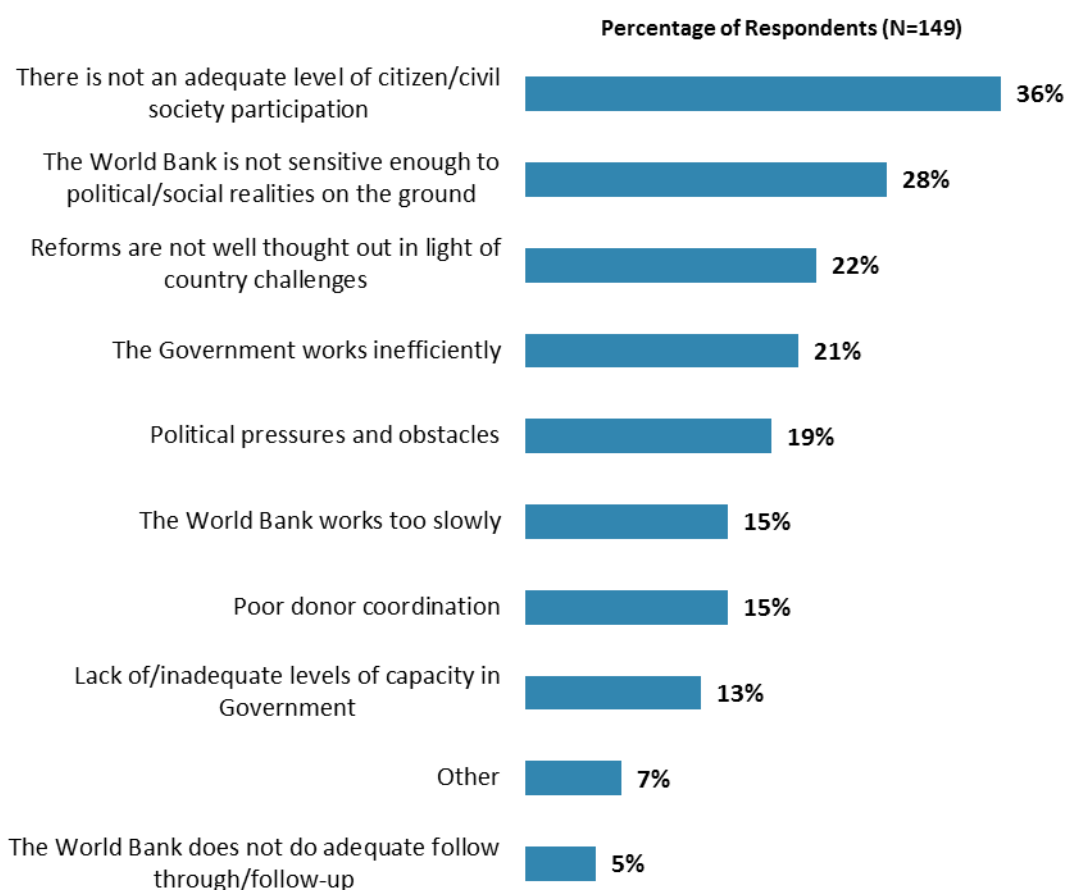 Percentage of Respondents (N=149)
There is not an adequate level of citizen/civil
society participation
36%
The World Bank is not sensitive enough to
political/social realities on the ground
28%
Reforms are not well thought out in light of
country challenges
22%
The Government works inefficiently
21%
Political pressures and obstacles
19%
The World Bank works too slowly
15%
Poor donor coordination
15%
Lack of/inadequate levels of capacity in
Government
13%
Other
7%
The World Bank does not do adequate follow
through/follow-up
5%